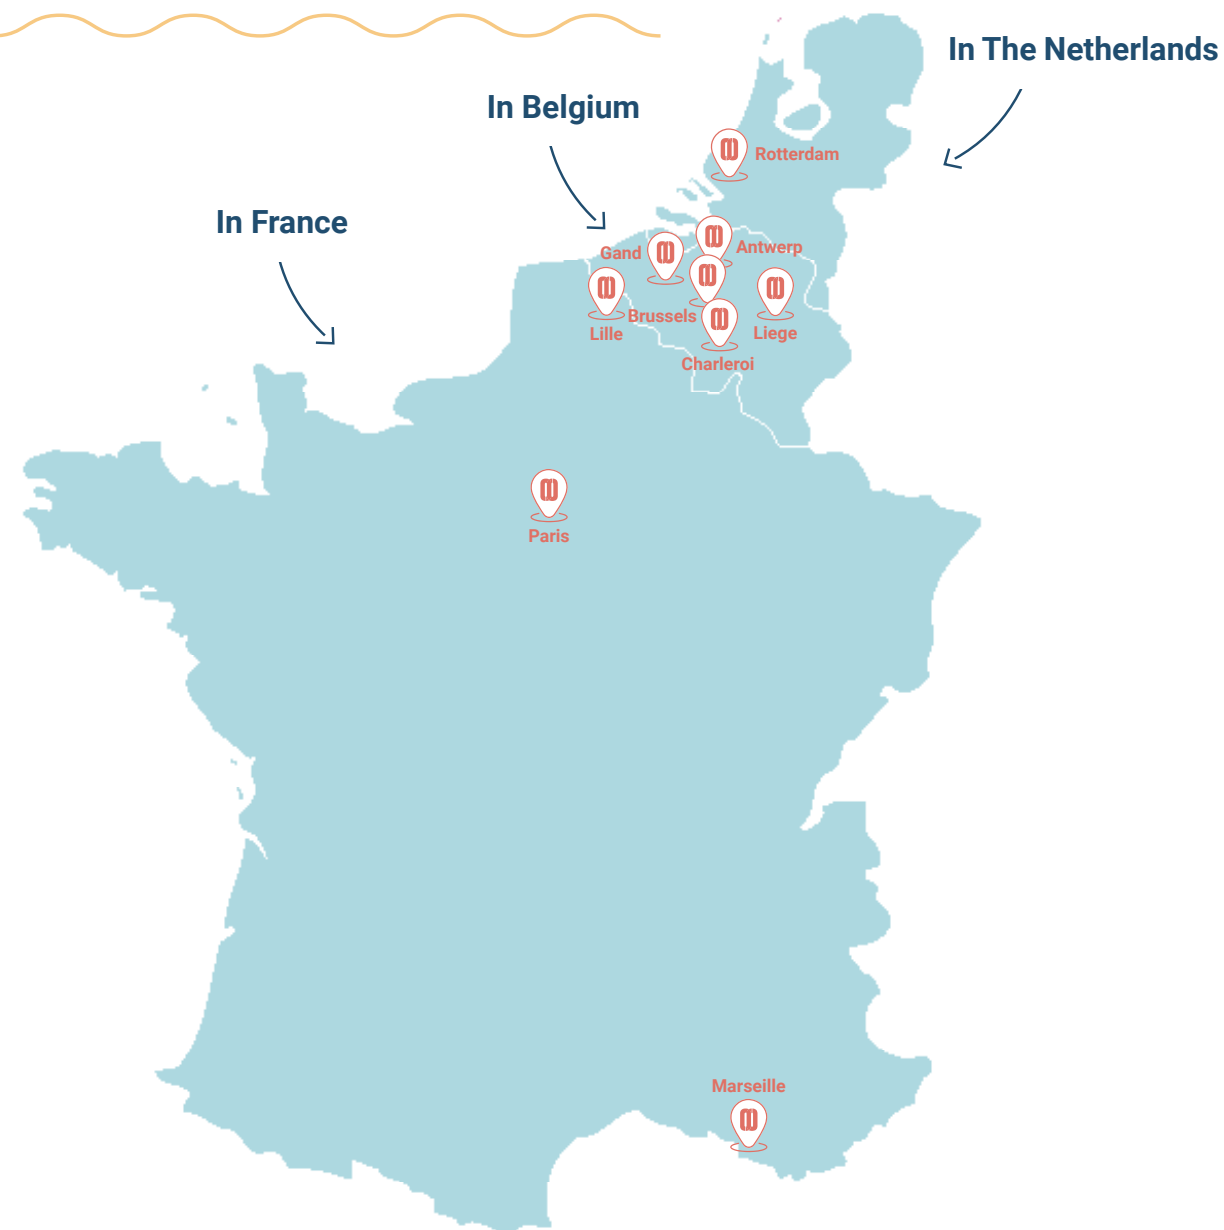 In The Netherlands
In Belgium
In France
Rotterdam
Antwerp
Gand
Brussels
Lille
Liege
Charleroi
Paris
Marseille